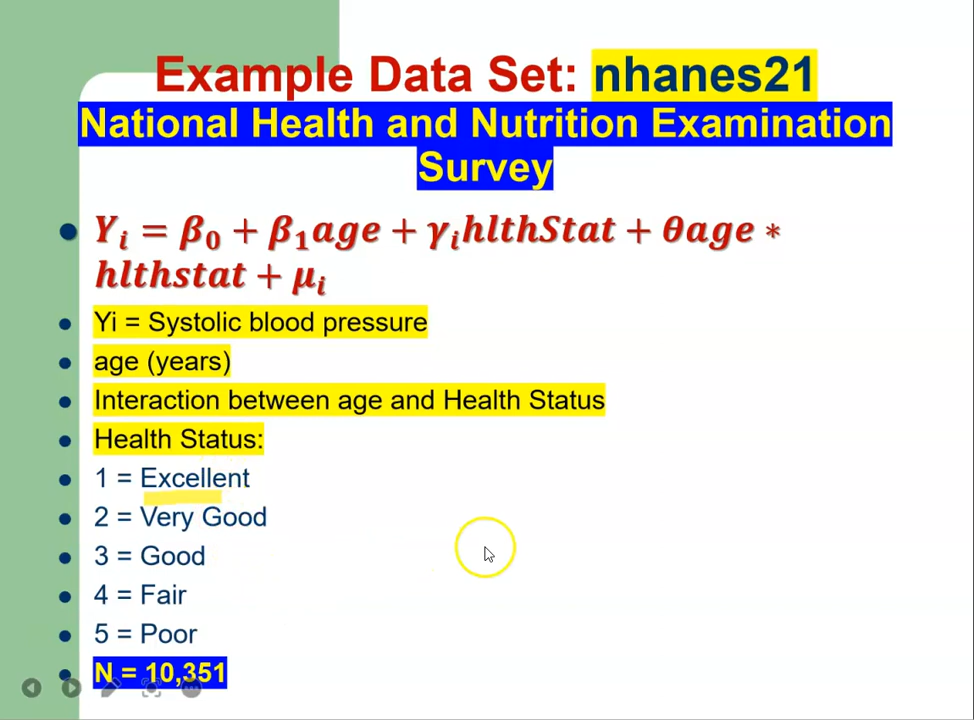 Example Data Set: nhanes21
National Health and Nutrition Examination
Survey
Yᵢ = β₀ + β₁age + γᵢhlthStat + θage ∗
hlthstat + μᵢ
Yi = Systolic blood pressure
age (years)
Interaction between age and Health Status
Health Status:
1 = Excellent
2 = Very Good
3 = Good
4 = Fair
5 = Poor
N = 10,351